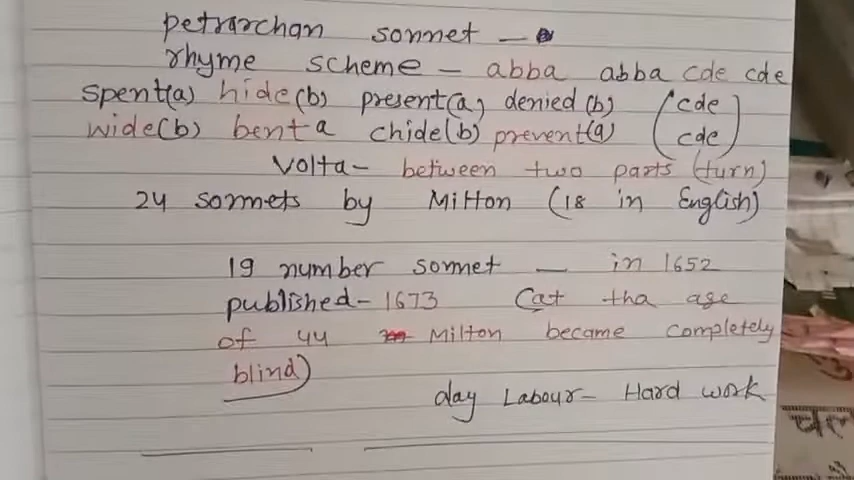 petrarchan sonnet –
rhyme scheme – abba abba cde cde
spent(a) hide(b) present(a) denied(b) (cde
wide(b) bent a chide(b) prevent(a) cde)
Volta – between two parts (turn)
24 sonnets by Milton (18 in English)
19 number sonnet — in 1652
published – 1673 (at tha age
of 44 Milton became completely
blind)
day Labour – Hard work